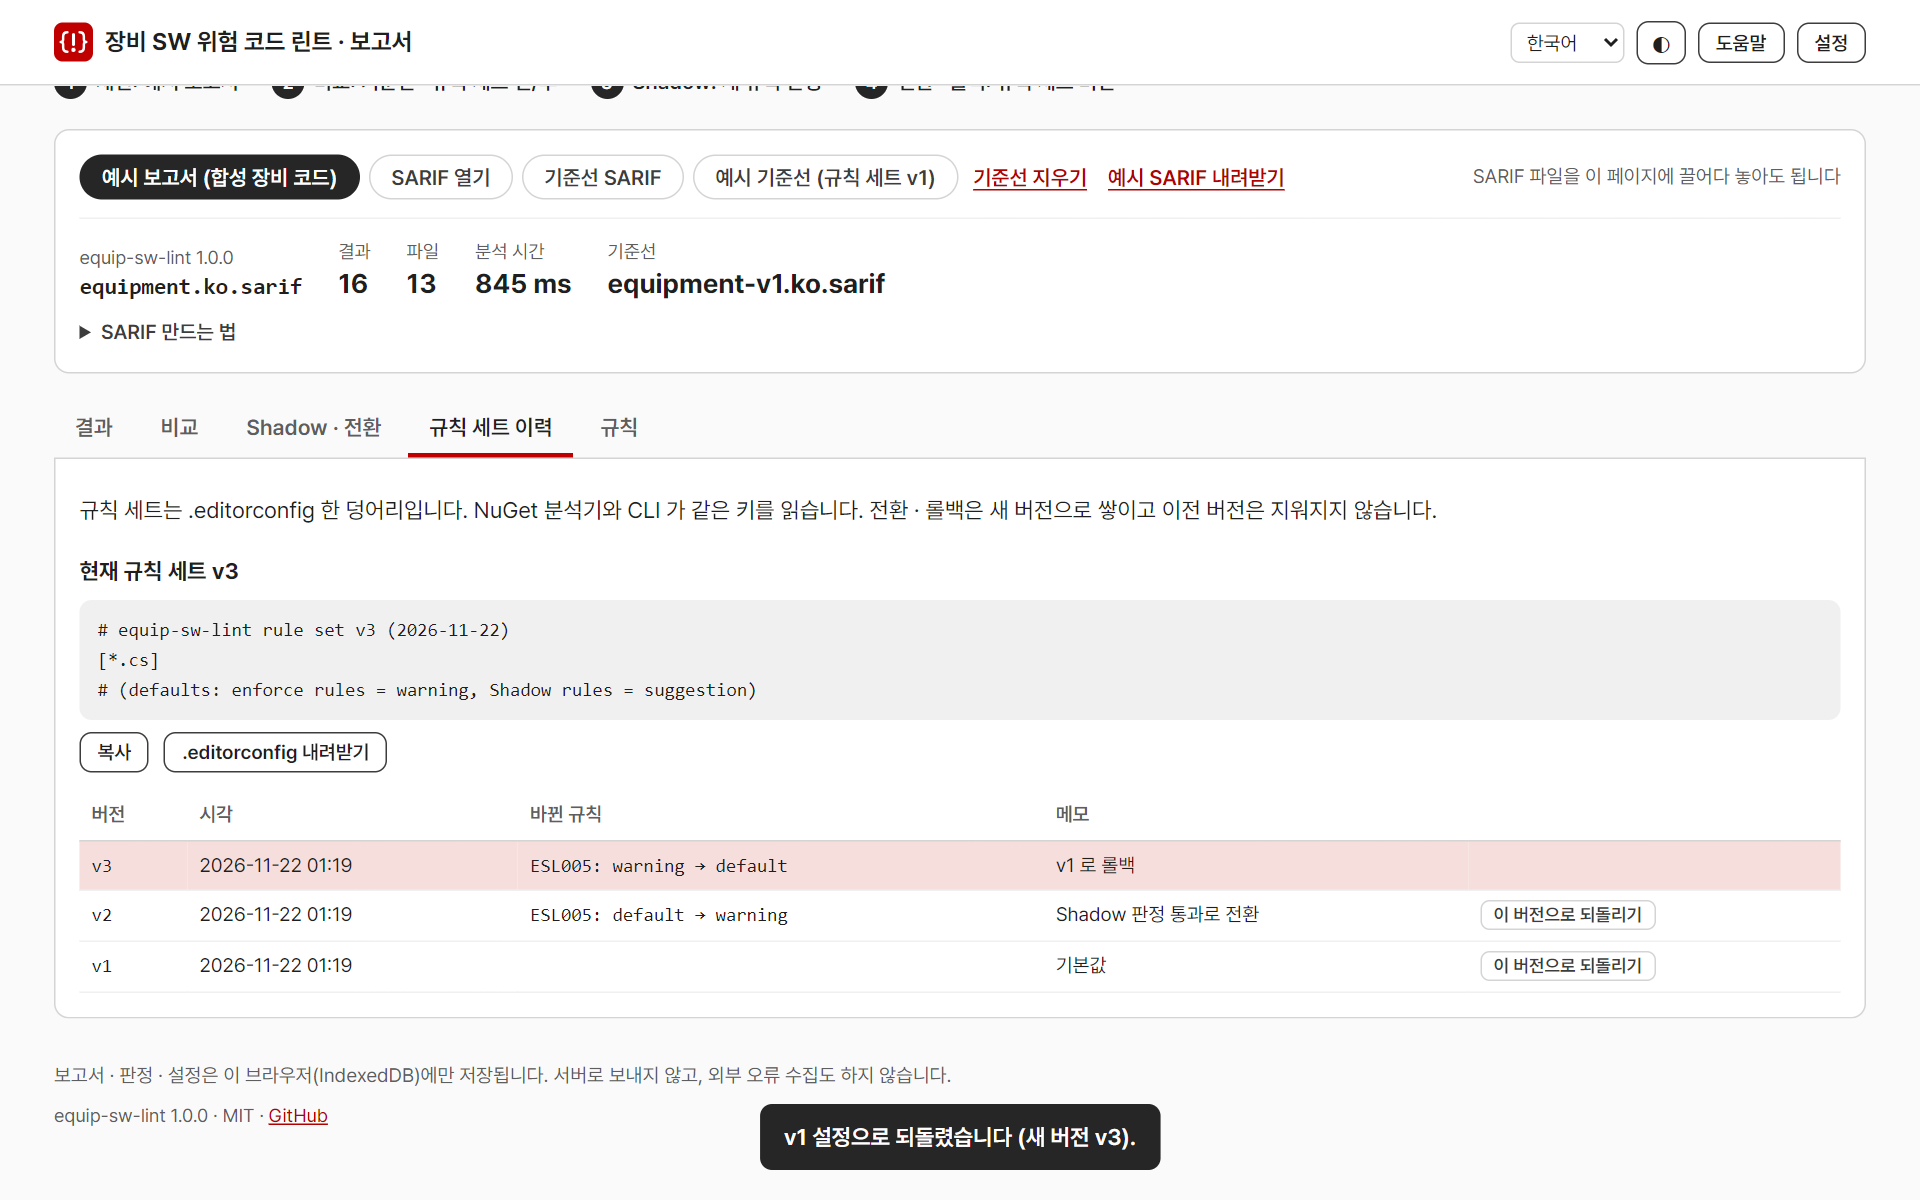 {!} 장비 SW 위험 코드 린트 · 보고서
한국어
도움말
설정
예시 보고서 (합성 장비 코드)
SARIF 열기
기준선 SARIF
예시 기준선 (규칙 세트 v1)
기준선 지우기
예시 SARIF 내려받기
SARIF 파일을 이 페이지에 끌어다 놓아도 됩니다
equip-sw-lint 1.0.0
equipment.ko.sarif
결과
16
파일
13
분석 시간
845 ms
기준선
equipment-v1.ko.sarif
▶ SARIF 만드는 법
결과
비교
Shadow · 전환
규칙 세트 이력
규칙
규칙 세트는 .editorconfig 한 덩어리입니다. NuGet 분석기와 CLI 가 같은 키를 읽습니다. 전환 · 롤백은 새 버전으로 쌓이고 이전 버전은 지워지지 않습니다.
현재 규칙 세트 v3
# equip-sw-lint rule set v3 (2026-11-22)
[*.cs]
# (defaults: enforce rules = warning, Shadow rules = suggestion)
복사
.editorconfig 내려받기
버전 시각 바뀐 규칙 메모
v3 2026-11-22 01:19 ESL005: warning → default v1 로 롤백
v2 2026-11-22 01:19 ESL005: default → warning Shadow 판정 통과로 전환 이 버전으로 되돌리기
v1 2026-11-22 01:19 기본값 이 버전으로 되돌리기
보고서 · 판정 · 설정은 이 브라우저(IndexedDB)에만 저장됩니다. 서버로 보내지 않고, 외부 오류 수집도 하지 않습니다.
equip-sw-lint 1.0.0 · MIT · GitHub
v1 설정으로 되돌렸습니다 (새 버전 v3).